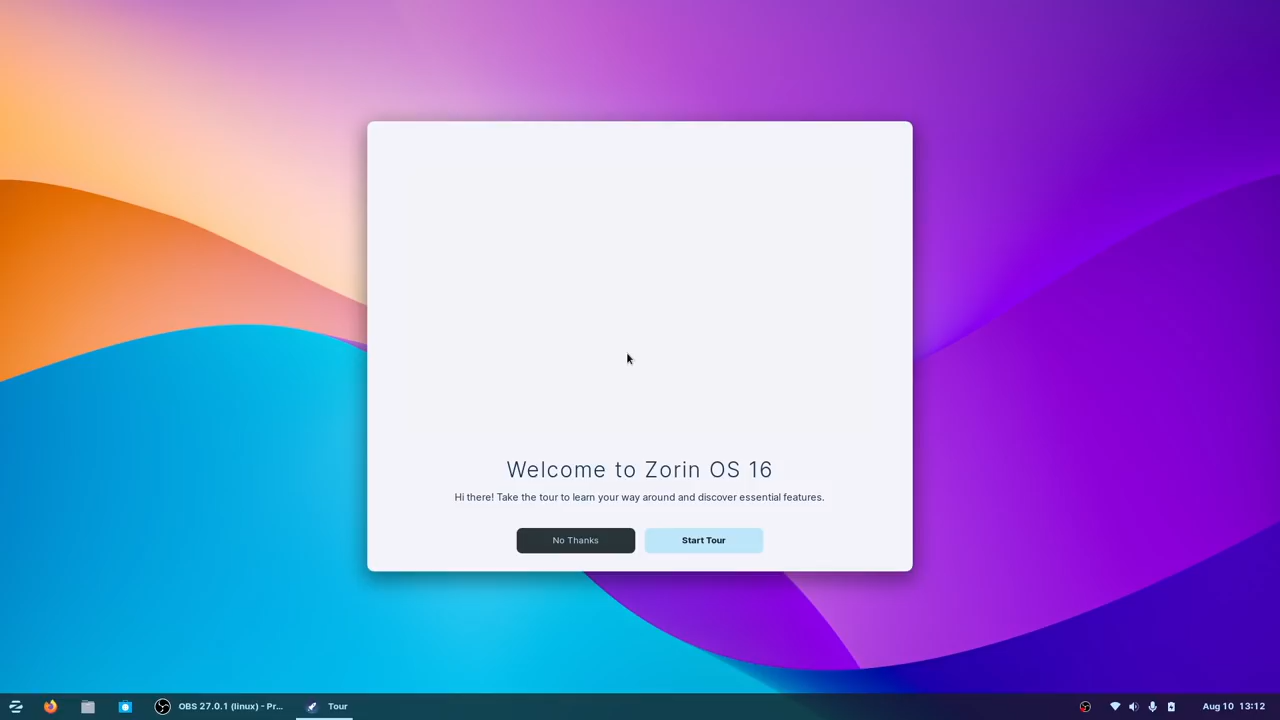 Welcome to Zorin OS 16
Hi there! Take the tour to learn your way around and discover essential features.
No Thanks
Start Tour
OBS 27.0.1 (linux) - Pr...
Tour
Aug 10 13:12